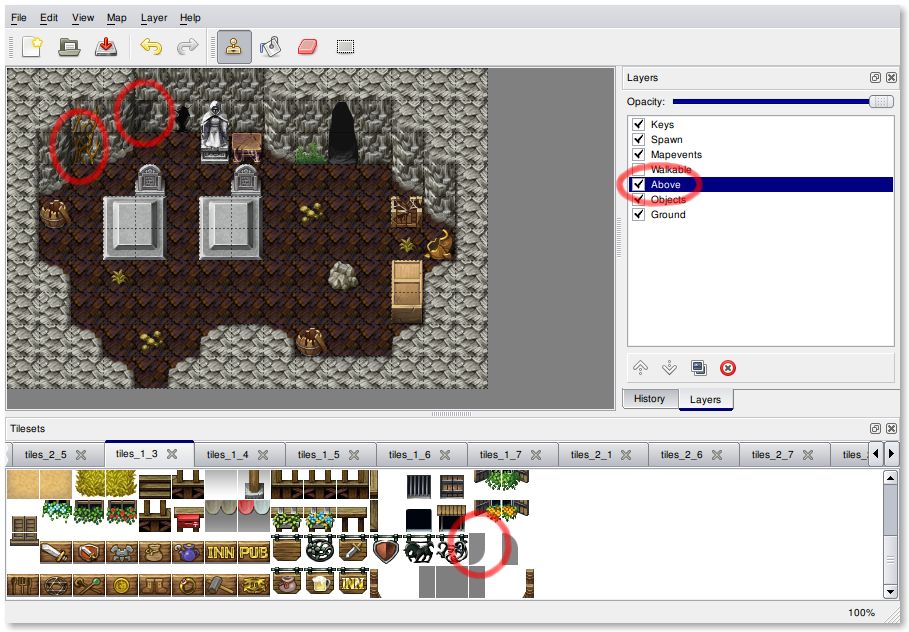 File Edit View Map Layer Help
Layers
Opacity:
Keys
Spawn
Mapevents
Walkable
Above
Objects
Ground
History Layers
Tilesets
tiles_2_5 tiles_1_3 tiles_1_4 tiles_1_5 tiles_1_6 tiles_1_7 tiles_2_1 tiles_2_6 tiles_2_7 tiles_
INN PUB
INN
100%